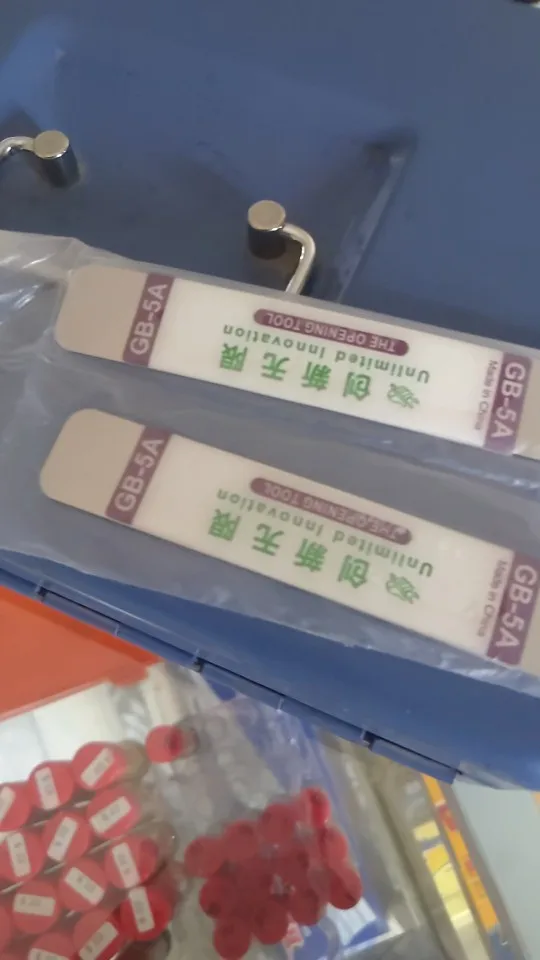 GB-5A
THE OPENING TOOL
Unlimited Innovation
创新无限
Made in China
GB-5A
GB-5A
THE OPENING TOOL
Unlimited Innovation
创新无限
Made in China
GB-5A